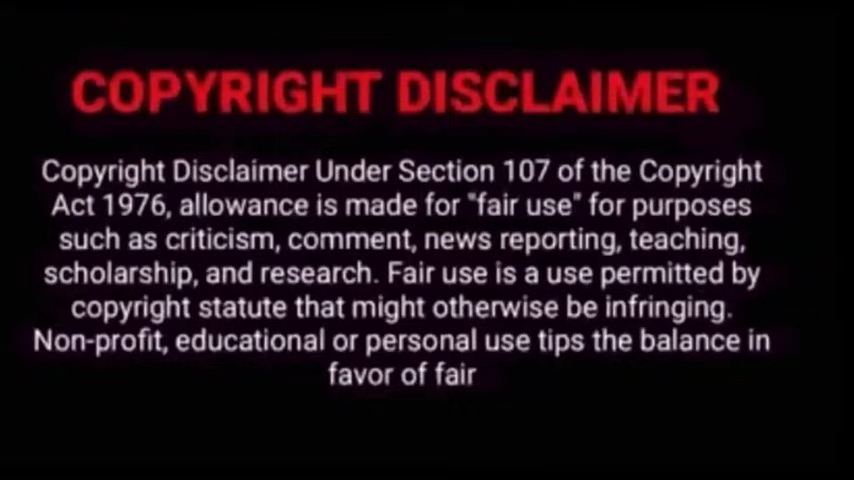 COPYRIGHT DISCLAIMER
Copyright Disclaimer Under Section 107 of the Copyright
Act 1976, allowance is made for "fair use" for purposes
such as criticism, comment, news reporting, teaching,
scholarship, and research. Fair use is a use permitted by
copyright statute that might otherwise be infringing.
Non-profit, educational or personal use tips the balance in
favor of fair